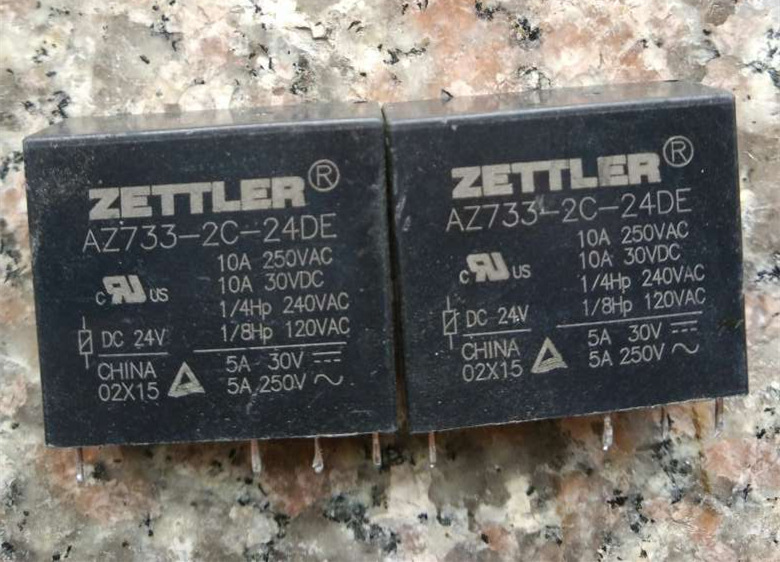 ZETTLER®
AZ733-2C-24DE
10A 250VAC
10A 30VDC
1/4Hp 240VAC
1/8Hp 120VAC
c RU US
DC 24V
CHINA
02X15
5A 30V ⎓
5A 250V ~
ZETTLER®
AZ733-2C-24DE
10A 250VAC
10A 30VDC
1/4Hp 240VAC
1/8Hp 120VAC
c RU US
DC 24V
CHINA
02X15
5A 30V ⎓
5A 250V ~